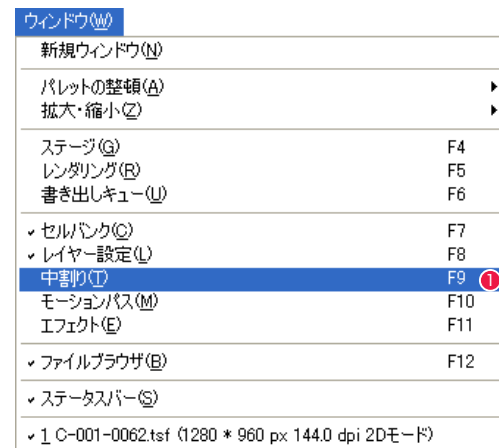 ウィンドウ(W)
新規ウィンドウ(N)
パレットの整頓(A)
拡大・縮小(Z)
ステージ(G) F4
レンダリング(R) F5
書き出しキュー(U) F6
セルバンク(C) F7
レイヤー設定(L) F8
中割り(T) F9 1
モーションパス(M) F10
エフェクト(E) F11
ファイルブラウザ(B) F12
ステータスバー(S)
1 C-001-0062.tsf (1280 * 960 px 144.0 dpi 2Dモード)